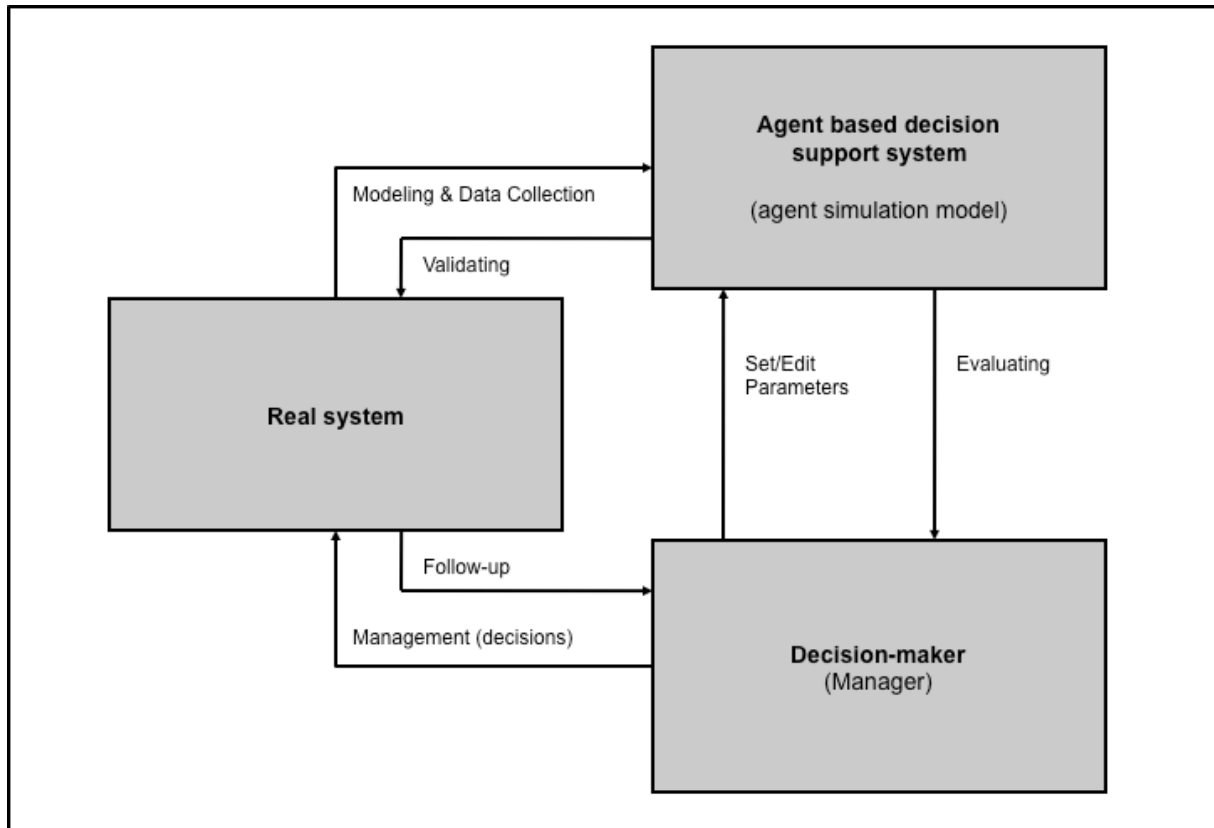 Agent based decision
support system
(agent simulation model)
Modeling & Data Collection
Validating
Set/Edit
Parameters
Evaluating
Real system
Follow-up
Management (decisions)
Decision-maker
(Manager)